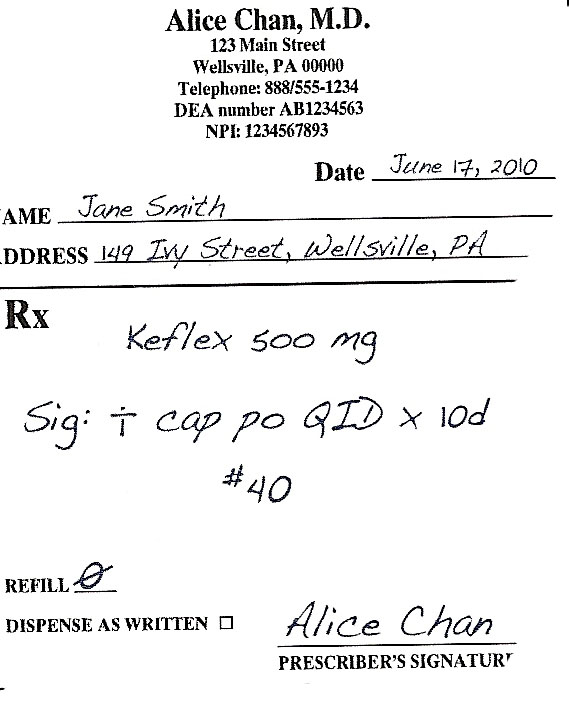 Alice Chan, M.D.
123 Main Street
Wellsville, PA 00000
Telephone: 888/555-1234
DEA number AB1234563
NPI: 1234567893
Date June 17, 2010
AME Jane Smith
DDRESS 149 Ivy Street, Wellsville, PA
Rx
Keflex 500 mg
Sig: ṫ cap po QID x 10d
#40
REFILL Ø
DISPENSE AS WRITTEN ☐
Alice Chan
PRESCRIBER'S SIGNATUR